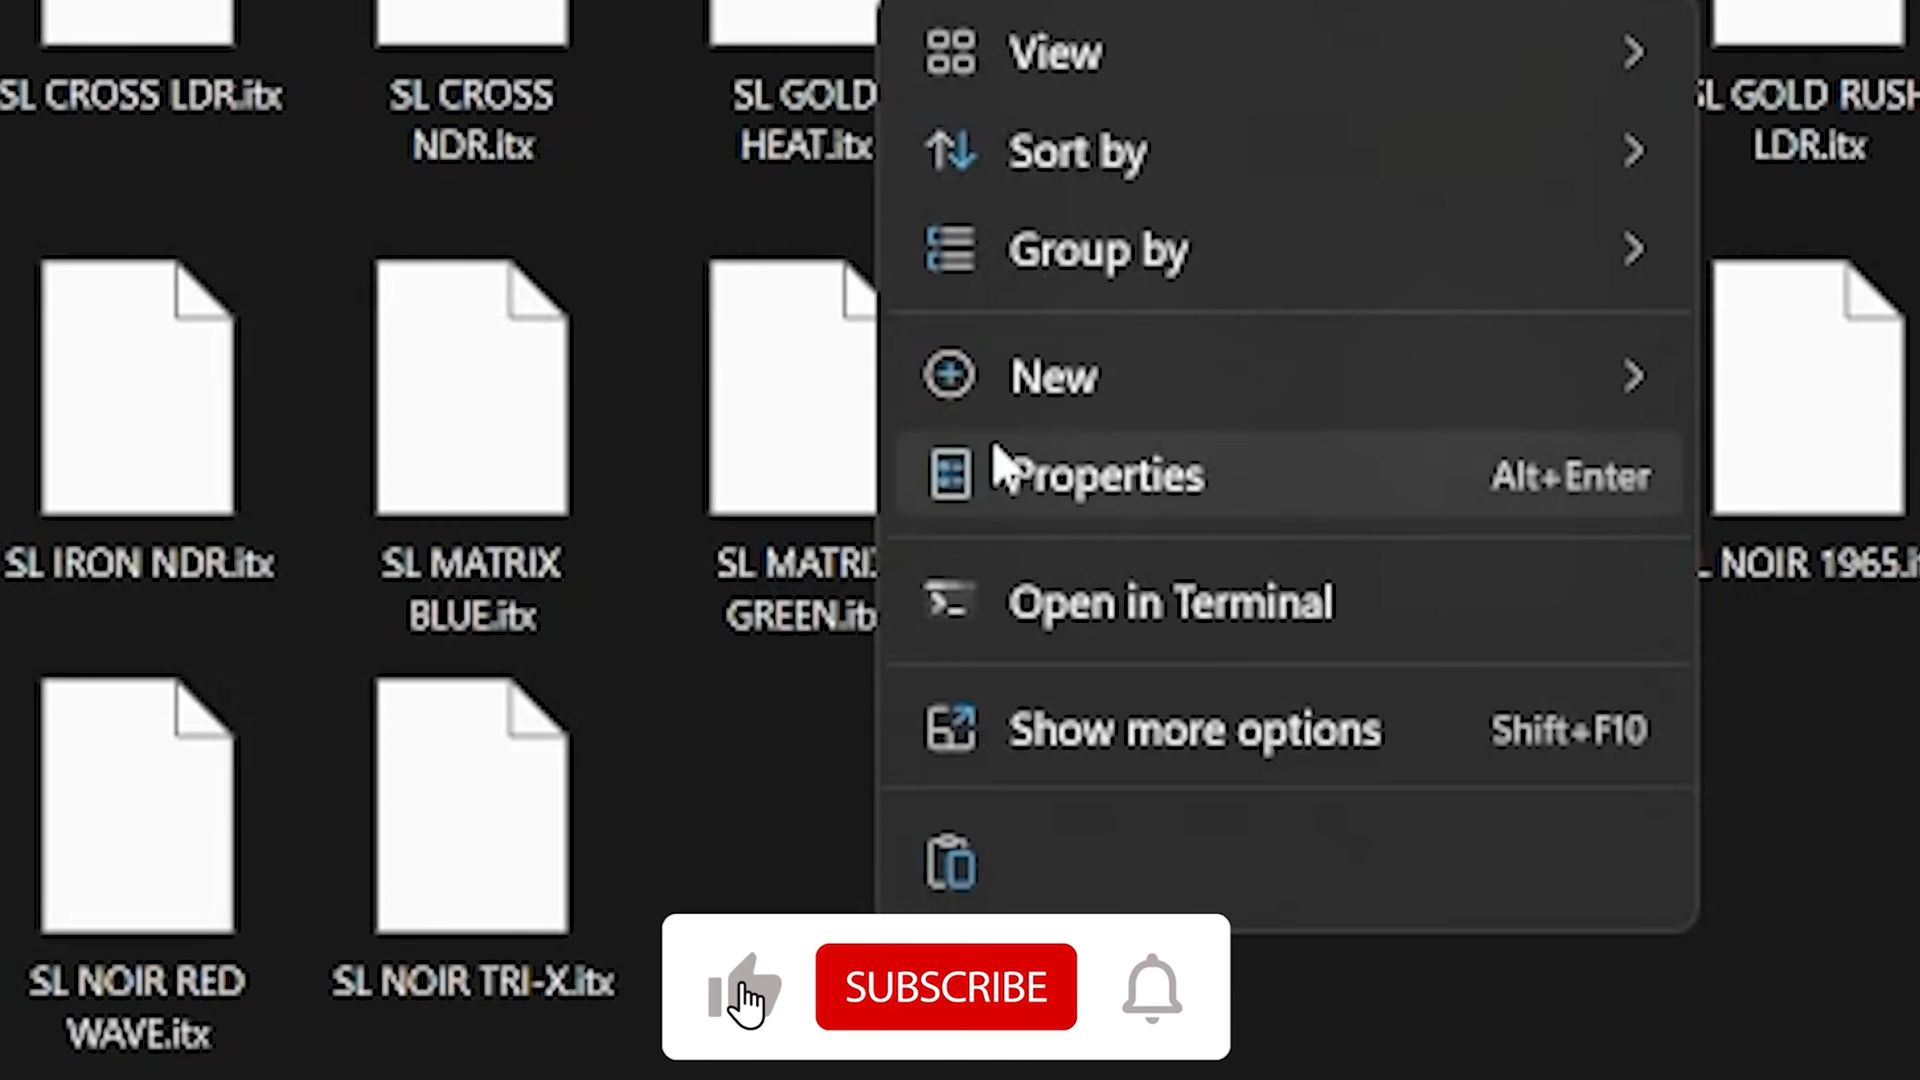 SL CROSS LDR.itx
SL CROSS
NDR.itx
SL GOLD
HEAT.itx
SL GOLD RUSH
LDR.itx
SL IRON NDR.itx
SL MATRIX
BLUE.itx
SL MATRI
GREEN.it
NOIR 1965.i
SL NOIR RED
WAVE.itx
SL NOIR TRI-X.itx
View
Sort by
Group by
New
Properties Alt+Enter
Open in Terminal
Show more options Shift+F10
SUBSCRIBE